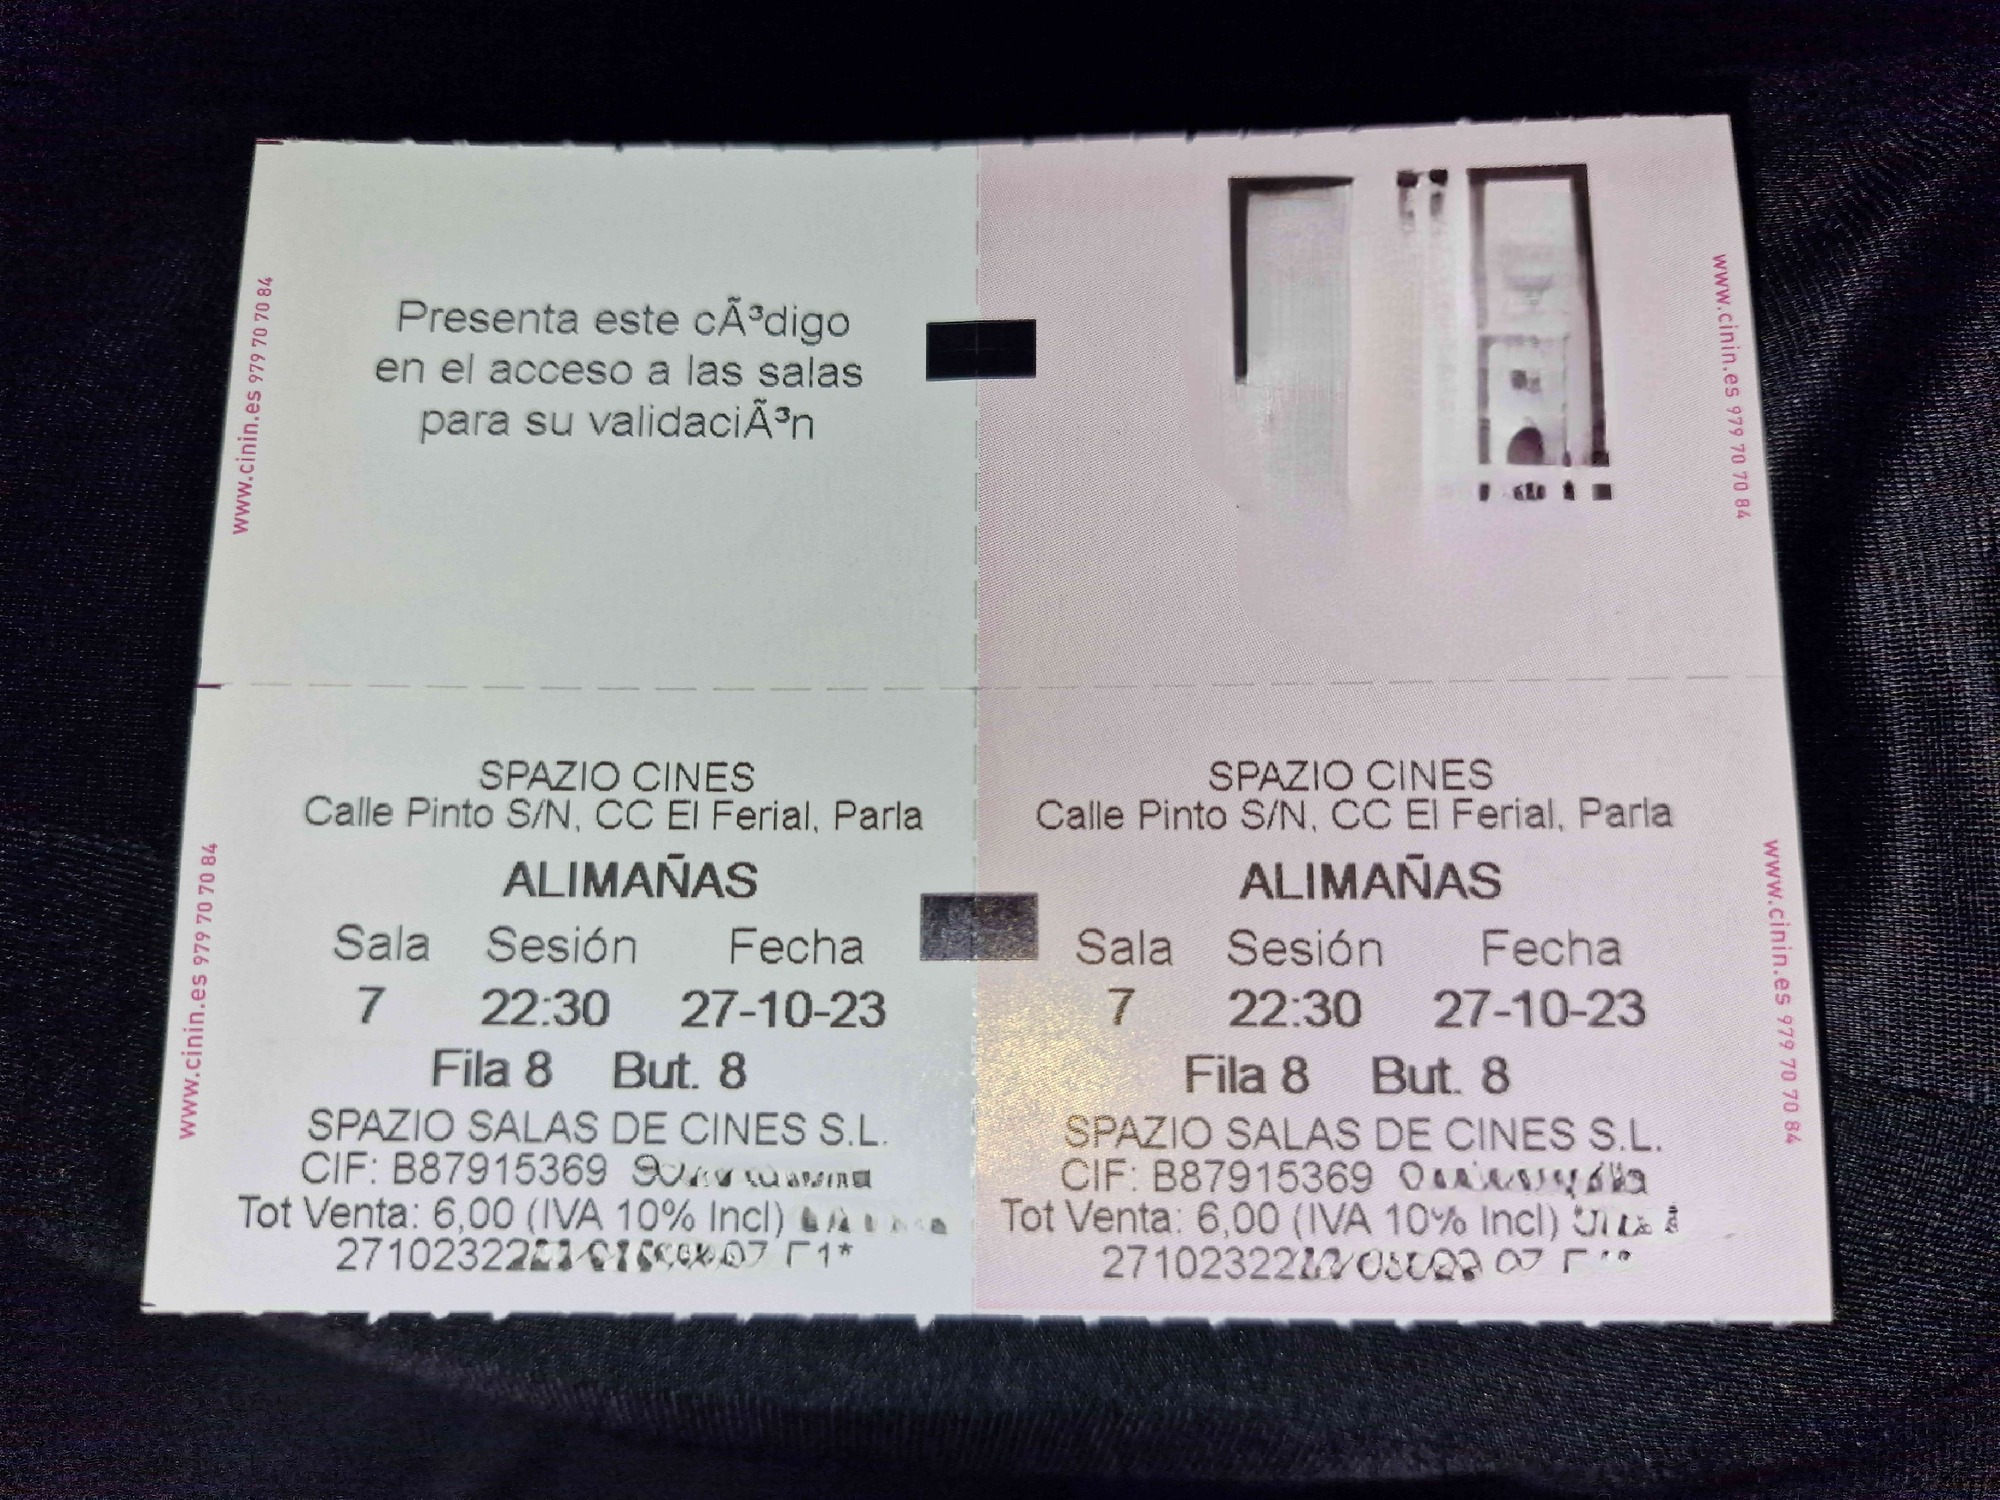 www.cinin.es 979 70 70 84
Presenta este cÃ³digo
en el acceso a las salas
para su validaciÃ³n
www.cinin.es 979 70 70 84
www.cinin.es 979 70 70 84
SPAZIO CINES
Calle Pinto S/N, CC El Ferial, Parla
ALIMAÑAS
Sala Sesión Fecha
7 22:30 27-10-23
Fila 8 But. 8
SPAZIO SALAS DE CINES S.L.
CIF: B87915369
Tot Venta: 6,00 (IVA 10% Incl)
SPAZIO CINES
Calle Pinto S/N, CC El Ferial, Parla
ALIMAÑAS
Sala Sesión Fecha
7 22:30 27-10-23
Fila 8 But. 8
SPAZIO SALAS DE CINES S.L.
CIF: B87915369
Tot Venta: 6,00 (IVA 10% Incl)
www.cinin.es 979 70 70 84